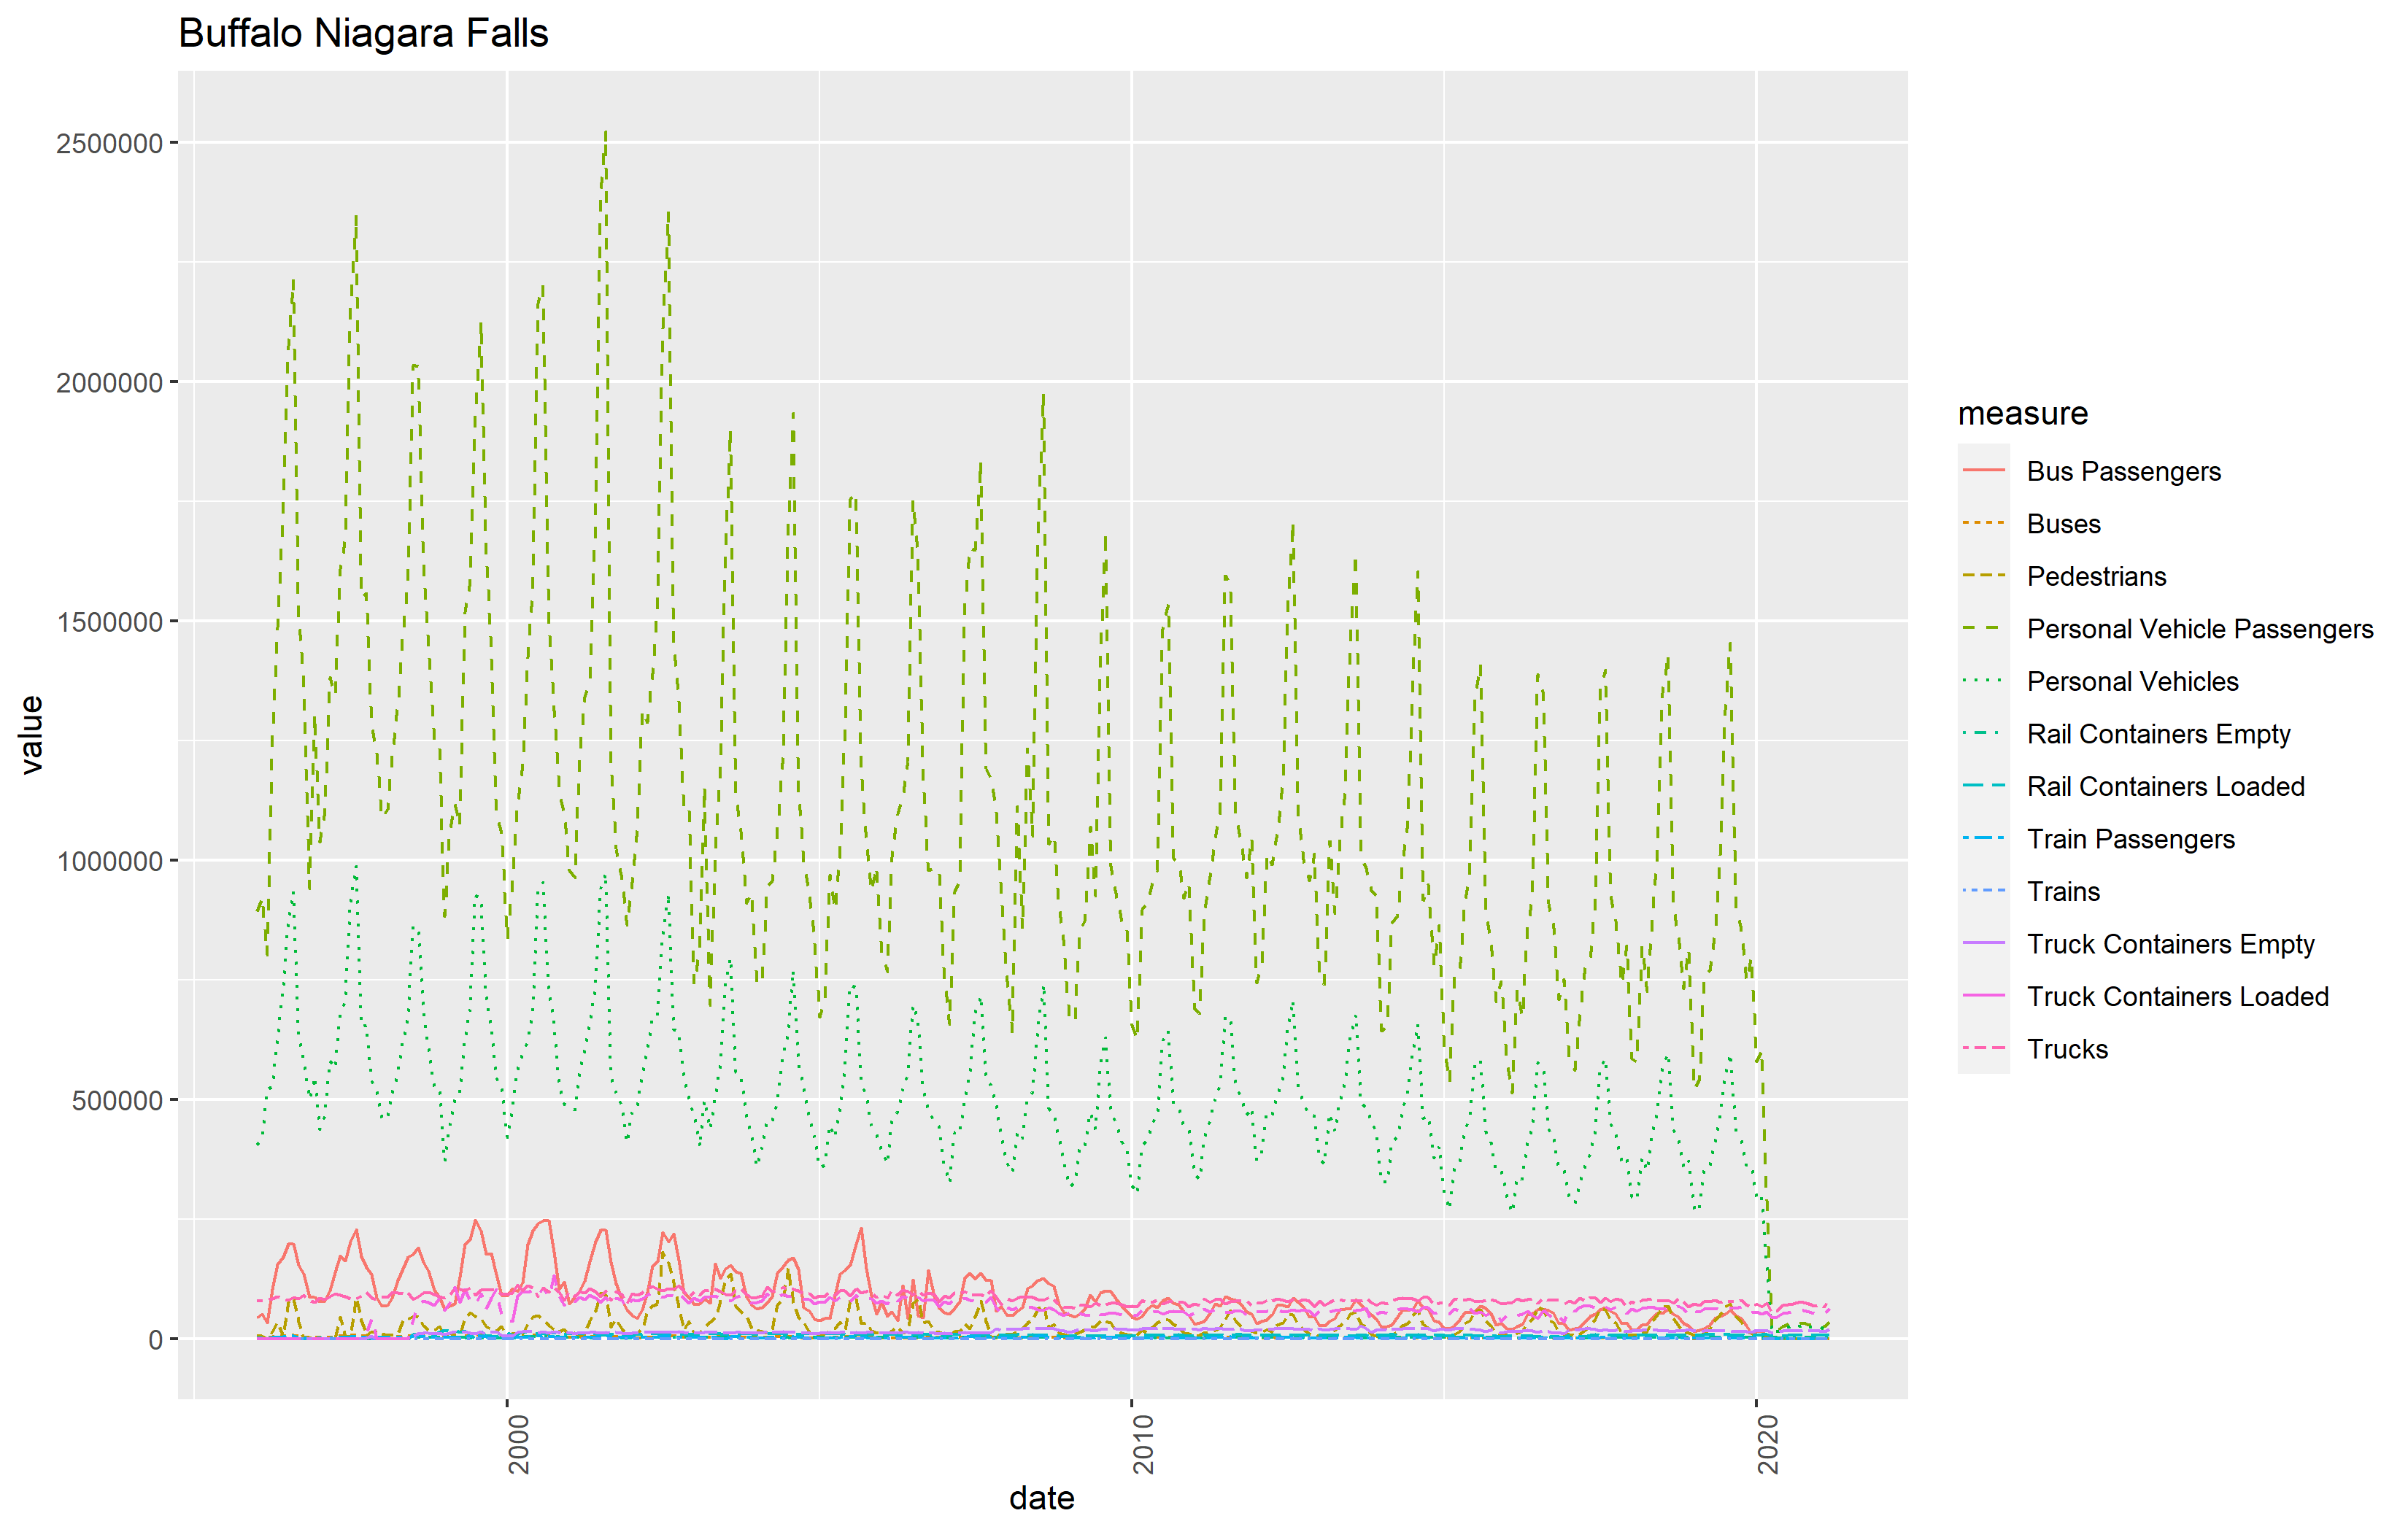 Buffalo Niagara Falls
2500000
2000000
1500000
1000000
500000
0
value
2000
2010
2020
date
measure
Bus Passengers
Buses
Pedestrians
Personal Vehicle Passengers
Personal Vehicles
Rail Containers Empty
Rail Containers Loaded
Train Passengers
Trains
Truck Containers Empty
Truck Containers Loaded
Trucks